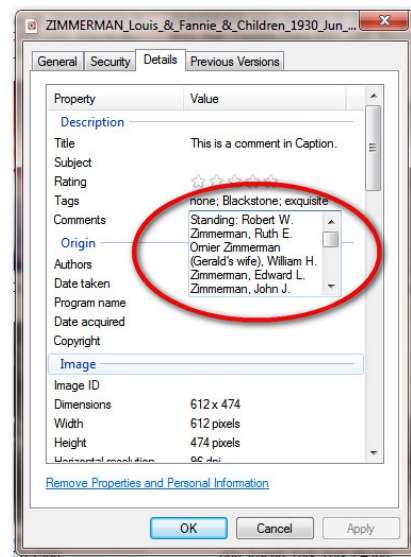 ZIMMERMAN_Louis_&_Fannie_&_Children_1930_Jun_...
General Security Details Previous Versions
Property Value
Description
Title This is a comment in Caption.
Subject
Rating
Tags none; Blackstone; exquisite
Comments Standing: Robert W.
Zimmerman, Ruth E.
Omier Zimmerman
(Gerald's wife), William H.
Zimmerman, Edward L.
Zimmerman, John J.
Origin
Authors
Date taken
Program name
Date acquired
Copyright
Image
Image ID
Dimensions 612 x 474
Width 612 pixels
Height 474 pixels
Horizontal resolution 96 dpi
Remove Properties and Personal Information
OK Cancel Apply